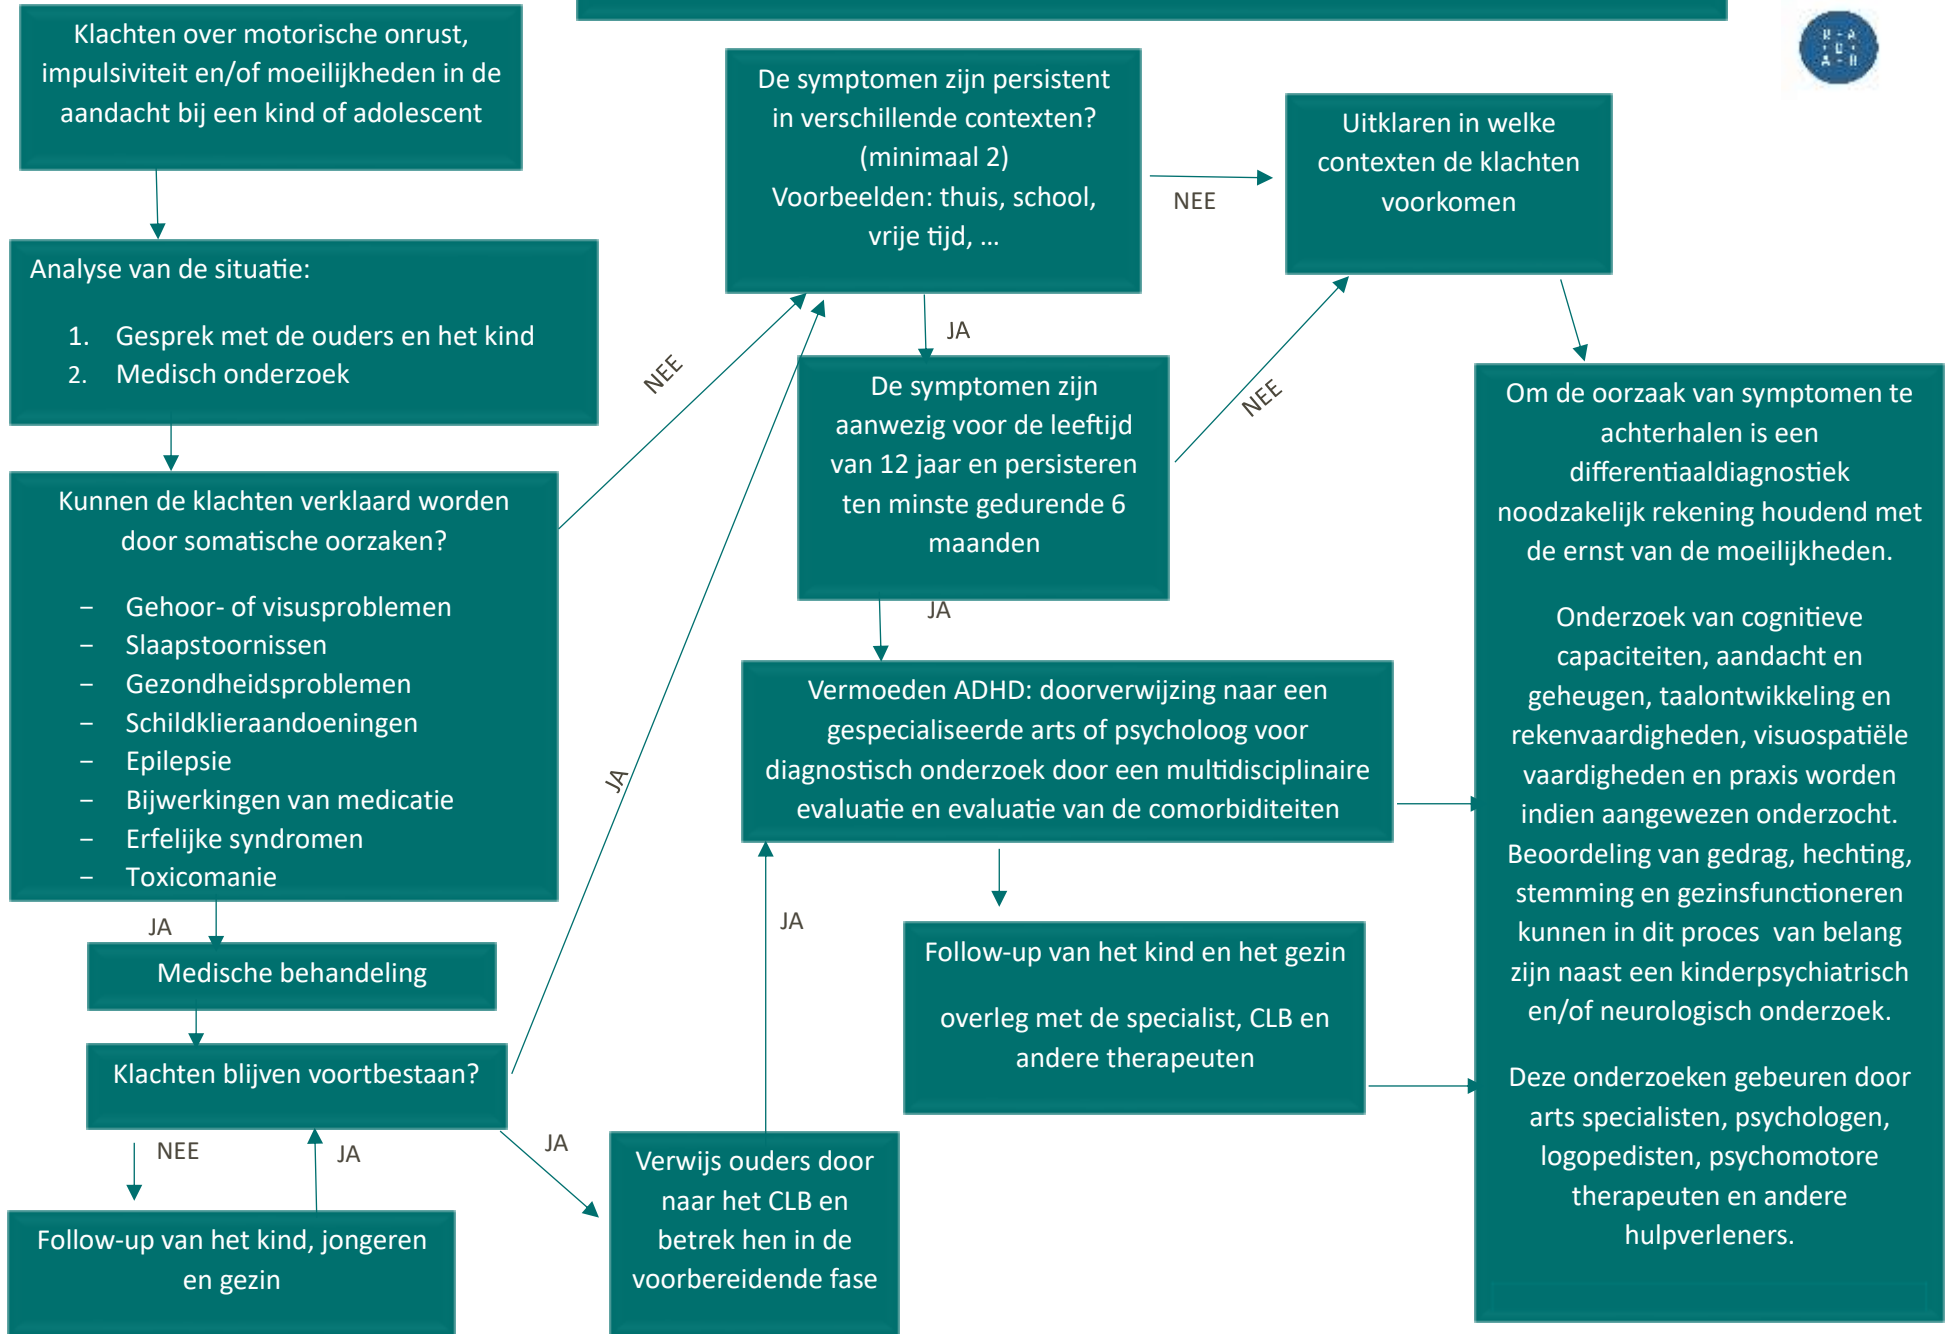 Klachten over motorische onrust,
impulsiviteit en/of moeilijkheden in de
aandacht bij een kind of adolescent
Analyse van de situatie:
1. Gesprek met de ouders en het kind
2. Medisch onderzoek
Kunnen de klachten verklaard worden
door somatische oorzaken?
– Gehoor- of visusproblemen
– Slaapstoornissen
– Gezondheidsproblemen
– Schildklieraandoeningen
– Epilepsie
– Bijwerkingen van medicatie
– Erfelijke syndromen
– Toxicomanie
NEE
JA
Medische behandeling
Klachten blijven voortbestaan?
NEE
JA
JA
JA
Follow-up van het kind, jongeren
en gezin
Verwijs ouders door
naar het CLB en
betrek hen in de
voorbereidende fase
JA
De symptomen zijn persistent
in verschillende contexten?
(minimaal 2)
Voorbeelden: thuis, school,
vrije tijd, …
NEE
JA
De symptomen zijn
aanwezig voor de leeftijd
van 12 jaar en persisteren
ten minste gedurende 6
maanden
NEE
JA
Vermoeden ADHD: doorverwijzing naar een
gespecialiseerde arts of psycholoog voor
diagnostisch onderzoek door een multidisciplinaire
evaluatie en evaluatie van de comorbiditeiten
Follow-up van het kind en het gezin
overleg met de specialist, CLB en
andere therapeuten
Uitklaren in welke
contexten de klachten
voorkomen
Om de oorzaak van symptomen te
achterhalen is een
differentiaaldiagnostiek
noodzakelijk rekening houdend met
de ernst van de moeilijkheden.
Onderzoek van cognitieve
capaciteiten, aandacht en
geheugen, taalontwikkeling en
rekenvaardigheden, visuospatiële
vaardigheden en praxis worden
indien aangewezen onderzocht.
Beoordeling van gedrag, hechting,
stemming en gezinsfunctioneren
kunnen in dit proces van belang
zijn naast een kinderpsychiatrisch
en/of neurologisch onderzoek.
Deze onderzoeken gebeuren door
arts specialisten, psychologen,
logopedisten, psychomotore
therapeuten en andere
hulpverleners.